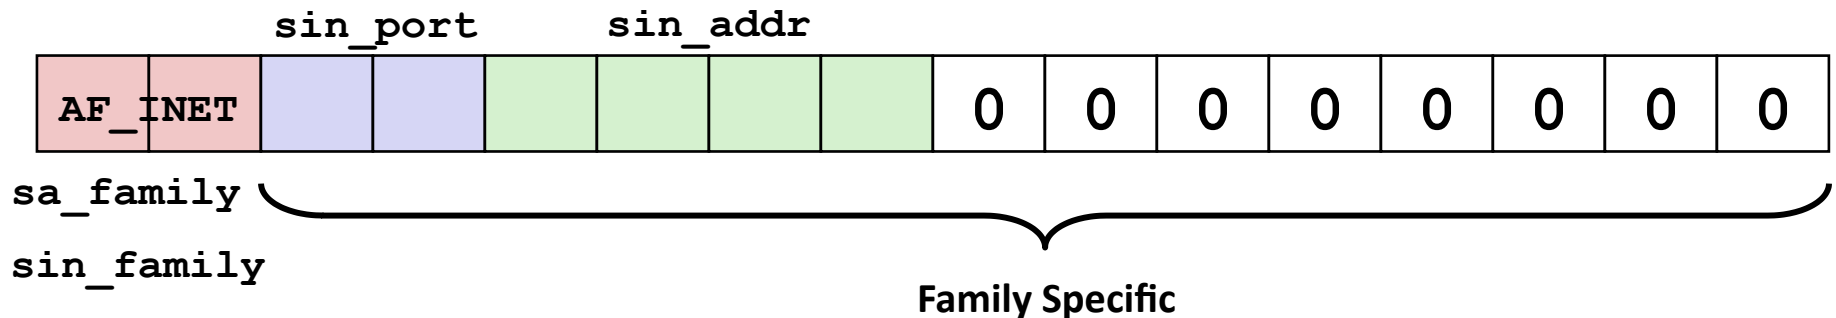 sin_port sin_addr
AF_INET 0 0 0 0 0 0 0 0
sa_family
sin_family
Family Specific